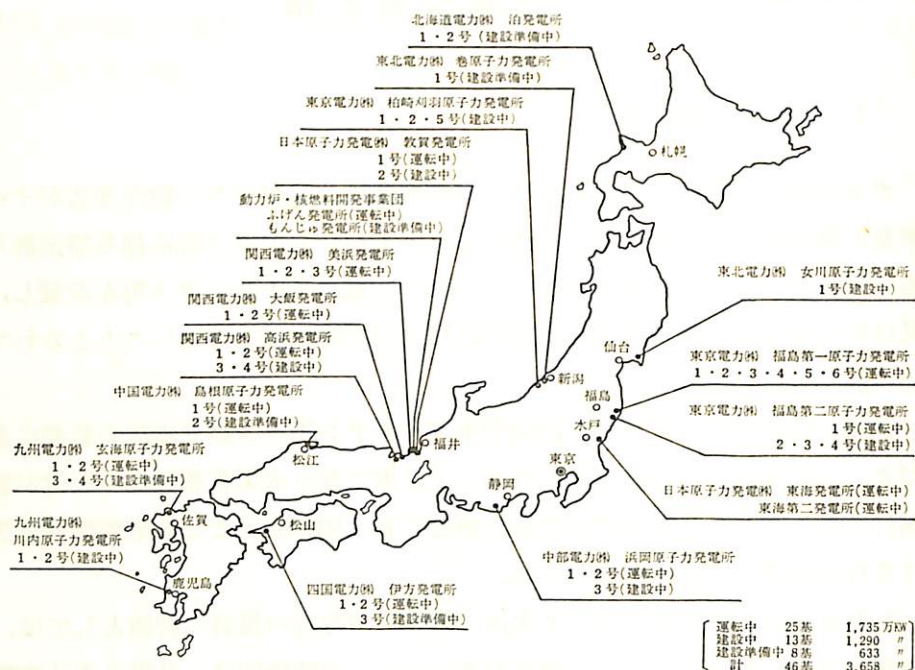 北海道電力㈱ 泊発電所
1・2号(建設準備中)
東北電力㈱ 巻原子力発電所
1号(建設準備中)
東京電力㈱ 柏崎刈羽原子力発電所
1・2・5号(建設中)
日本原子力発電㈱ 敦賀発電所
1号(運転中)
2号(建設中)
動力炉・核燃料開発事業団
ふげん発電所(運転中)
もんじゅ発電所(建設準備中)
関西電力㈱ 美浜発電所
1・2・3号(運転中)
関西電力㈱ 大飯発電所
1・2号(運転中)
関西電力㈱ 高浜発電所
1・2号(運転中)
3・4号(建設中)
中国電力㈱ 島根原子力発電所
1号(運転中)
2号(建設準備中)
九州電力㈱ 玄海原子力発電所
1・2号(運転中)
3・4号(建設準備中)
九州電力㈱
川内原子力発電所
1・2号(建設中)
札幌
東北電力㈱ 女川原子力発電所
1号(建設中)
仙台
東京電力㈱ 福島第一原子力発電所
1・2・3・4・5・6号(運転中)
新潟
福島
東京電力㈱ 福島第二原子力発電所
1号(運転中)
2・3・4号(建設中)
水戸
福井
松江
東京
静岡
日本原子力発電㈱ 東海発電所(運転中)
東海第二発電所(運転中)
佐賀
松山
鹿児島
中部電力㈱ 浜岡原子力発電所
1・2号(運転中)
3号(建設中)
四国電力㈱ 伊方発電所
1・2号(運転中)
3号(建設準備中)
運転中 25基 1,735万KW
建設中 13基 1,290 〃
建設準備中 8基 633 〃
計 46基 3,658 〃